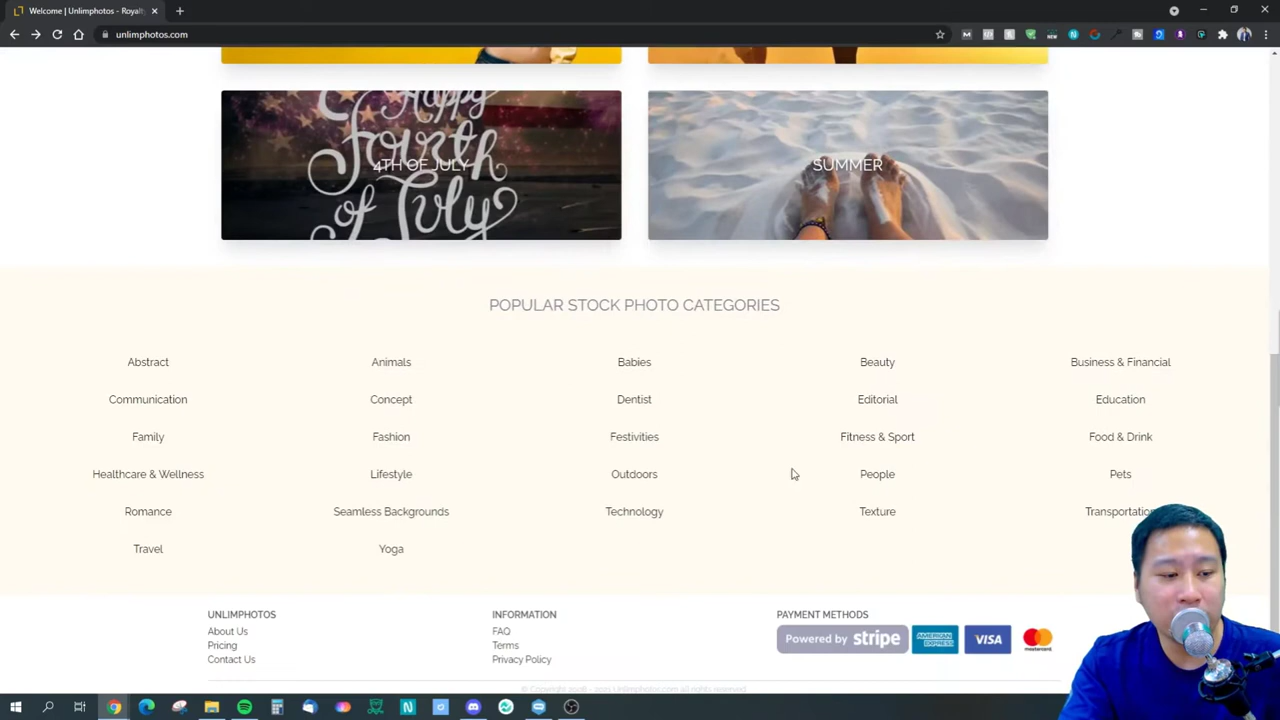 Welcome | Unlimphotos - Royalt
unlimphotos.com
Happy
Fourth
of July
4TH OF JULY
SUMMER
POPULAR STOCK PHOTO CATEGORIES
Abstract Animals Babies Beauty Business & Financial
Communication Concept Dentist Editorial Education
Family Fashion Festivities Fitness & Sport Food & Drink
Healthcare & Wellness Lifestyle Outdoors People Pets
Romance Seamless Backgrounds Technology Texture Transportation
Travel Yoga
UNLIMPHOTOS INFORMATION PAYMENT METHODS
About Us FAQ Powered by stripe AMERICAN EXPRESS VISA mastercard
Pricing Terms
Contact Us Privacy Policy